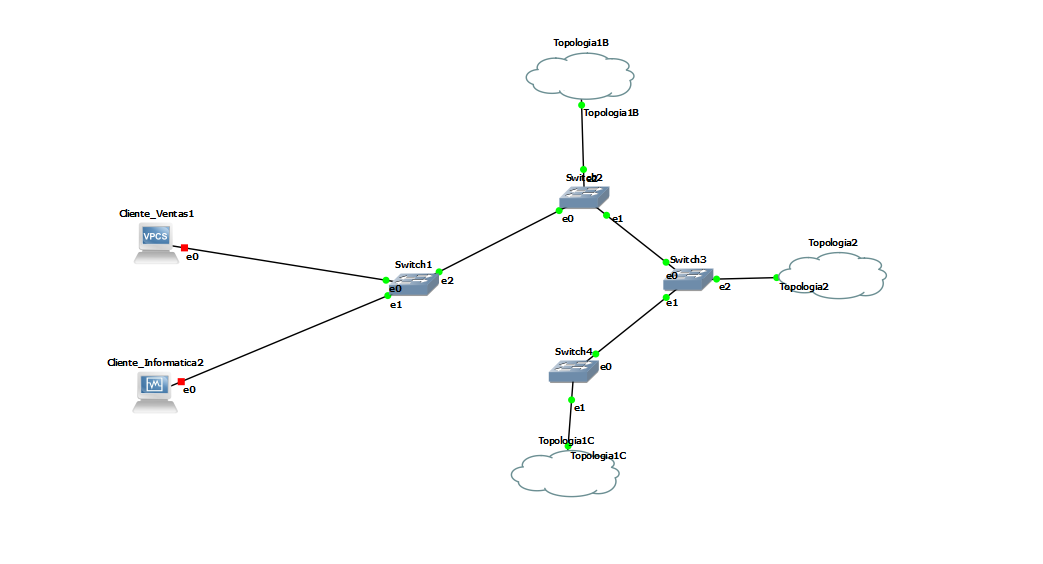 Topologia1B
Topologia1B
Switch2
e1
e0
Cliente_Ventas1
VPCS
e0
Switch1
e0
e2
e1
Switch3
e0
e2
e1
Topologia2
Topologia2
Cliente_Informatica2
e0
Switch4
e0
e1
Topologia1C
Topologia1C